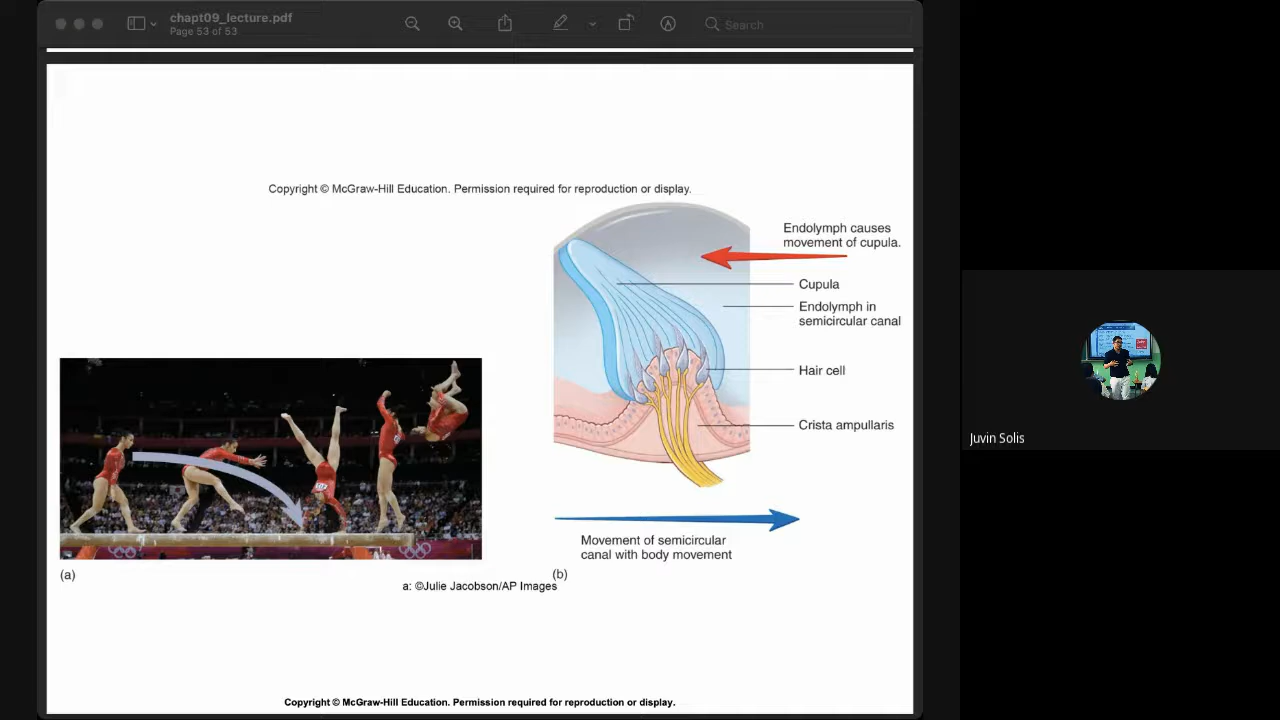 chapt09_lecture.pdf
Page 53 of 53
Search
Copyright © McGraw-Hill Education. Permission required for reproduction or display.
Endolymph causes
movement of cupula.
Cupula
Endolymph in
semicircular canal
Hair cell
Crista ampullaris
Movement of semicircular
canal with body movement
(a)
(b)
a: ©Julie Jacobson/AP Images
Copyright © McGraw-Hill Education. Permission required for reproduction or display.
Juvin Solis